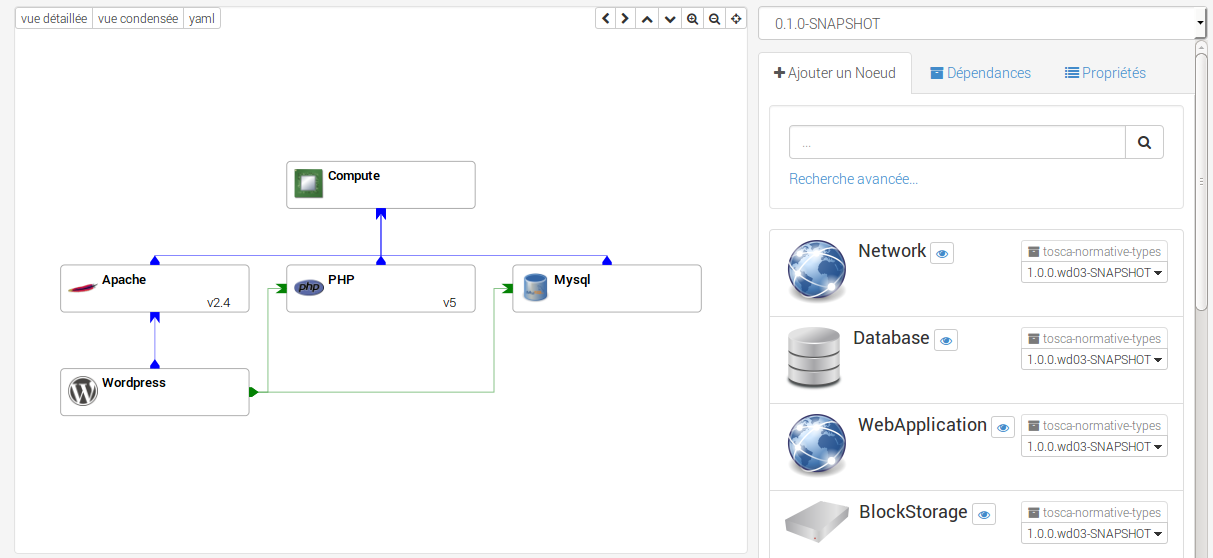 vue détaillée vue condensée yaml
Compute
Apache
v2.4
php
PHP
v5
Mysql
Wordpress
0.1.0-SNAPSHOT
Ajouter un Noeud Dépendances Propriétés
...
Recherche avancée...
Network
tosca-normative-types
1.0.0.wd03-SNAPSHOT
Database
tosca-normative-types
1.0.0.wd03-SNAPSHOT
WebApplication
tosca-normative-types
1.0.0.wd03-SNAPSHOT
BlockStorage
tosca-normative-types
1.0.0.wd03-SNAPSHOT